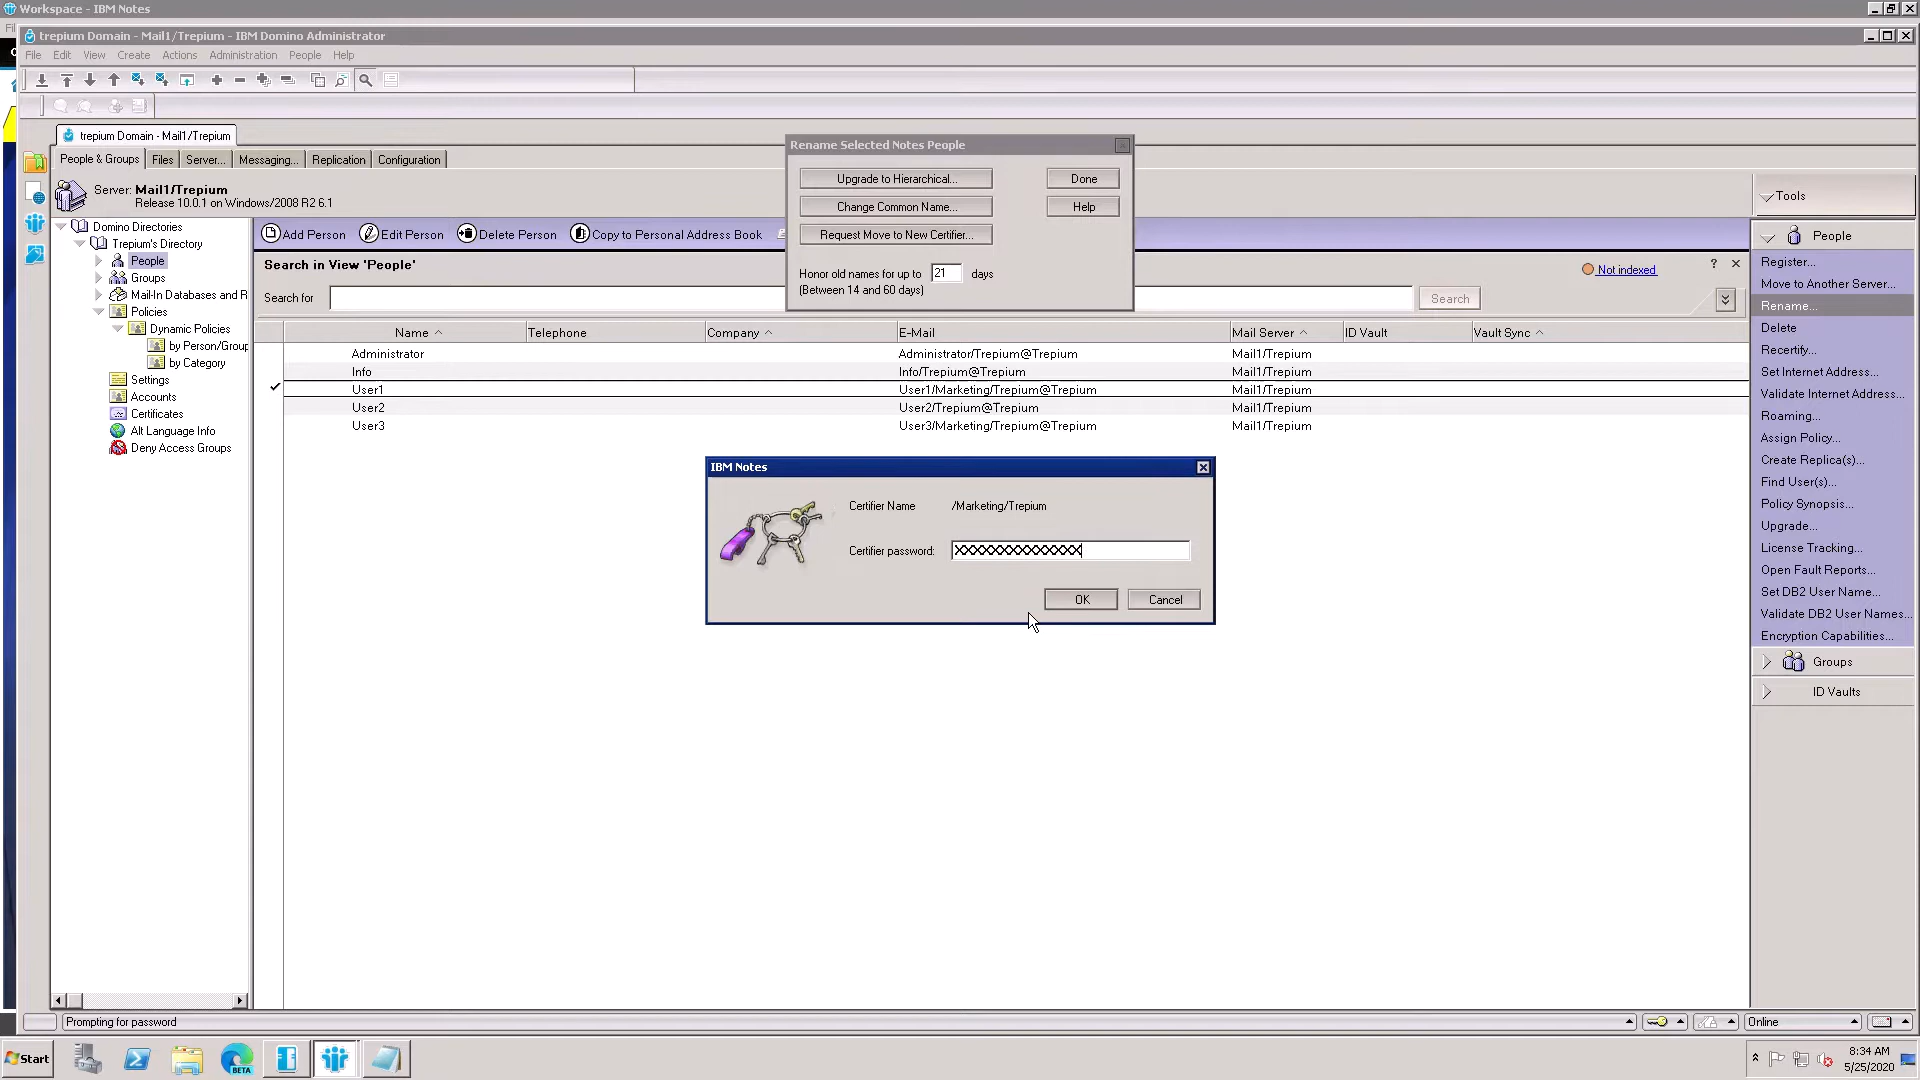 Workspace - IBM Notes
trepium Domain - Mail1/Trepium - IBM Domino Administrator
File Edit View Create Actions Administration People Help
trepium Domain - Mail1/Trepium
People & Groups Files Server... Messaging... Replication Configuration
Server: Mail1/Trepium
Release 10.0.1 on Windows/2008 R2 6.1
Domino Directories
Trepium's Directory
People
Groups
Mail-In Databases and R
Policies
Dynamic Policies
by Person/Group
by Category
Settings
Accounts
Certificates
Alt Language Info
Deny Access Groups
Add Person Edit Person Delete Person Copy to Personal Address Book
Search in View 'People'
Not indexed ?
Search for
Search
Name Telephone Company E-Mail Mail Server ID Vault Vault Sync
Administrator Administrator/Trepium@Trepium Mail1/Trepium
Info Info/Trepium@Trepium Mail1/Trepium
User1 User1/Marketing/Trepium@Trepium Mail1/Trepium
User2 User2/Trepium@Trepium Mail1/Trepium
User3 User3/Marketing/Trepium@Trepium Mail1/Trepium
Rename Selected Notes People
Upgrade to Hierarchical... Done
Change Common Name... Help
Request Move to New Certifier...
Honor old names for up to 21 days
(Between 14 and 60 days)
IBM Notes
Certifier Name /Marketing/Trepium
Certifier password: XXXXXXXXXXXXXXX
OK Cancel
Tools
People
Register...
Move to Another Server...
Rename...
Delete
Recertify...
Set Internet Address...
Validate Internet Address...
Roaming...
Assign Policy...
Create Replica(s)...
Find User(s)...
Policy Synopsis...
Upgrade...
License Tracking...
Open Fault Reports...
Set DB2 User Name...
Validate DB2 User Names...
Encryption Capabilities...
Groups
ID Vaults
Prompting for password
Online
Start
BETA
8:34 AM
5/25/2020